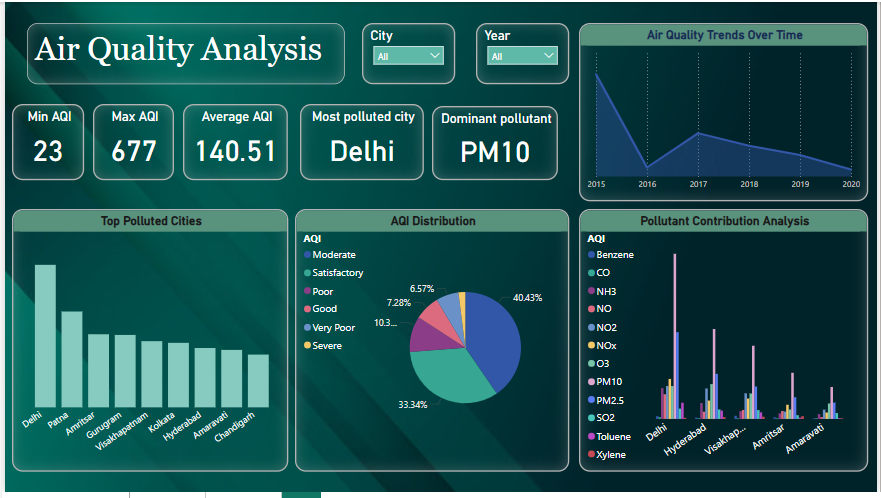 Air Quality Analysis
City
All
Year
All
Air Quality Trends Over Time
2015 2016 2017 2018 2019 2020
Min AQI
23
Max AQI
677
Average AQI
140.51
Most polluted city
Delhi
Dominant pollutant
PM10
Top Polluted Cities
Delhi
Patna
Amritsar
Gurugram
Visakhapatnam
Kolkata
Hyderabad
Amaravati
Chandigarh
AQI Distribution
AQI
Moderate
Satisfactory
Poor
Good
Very Poor
Severe
40.43%
33.34%
10.3...
7.28%
6.57%
Pollutant Contribution Analysis
AQI
Benzene
CO
NH3
NO
NO2
NOx
O3
PM10
PM2.5
SO2
Toluene
Xylene
Delhi
Hyderabad
Visakhap...
Amritsar
Amaravati